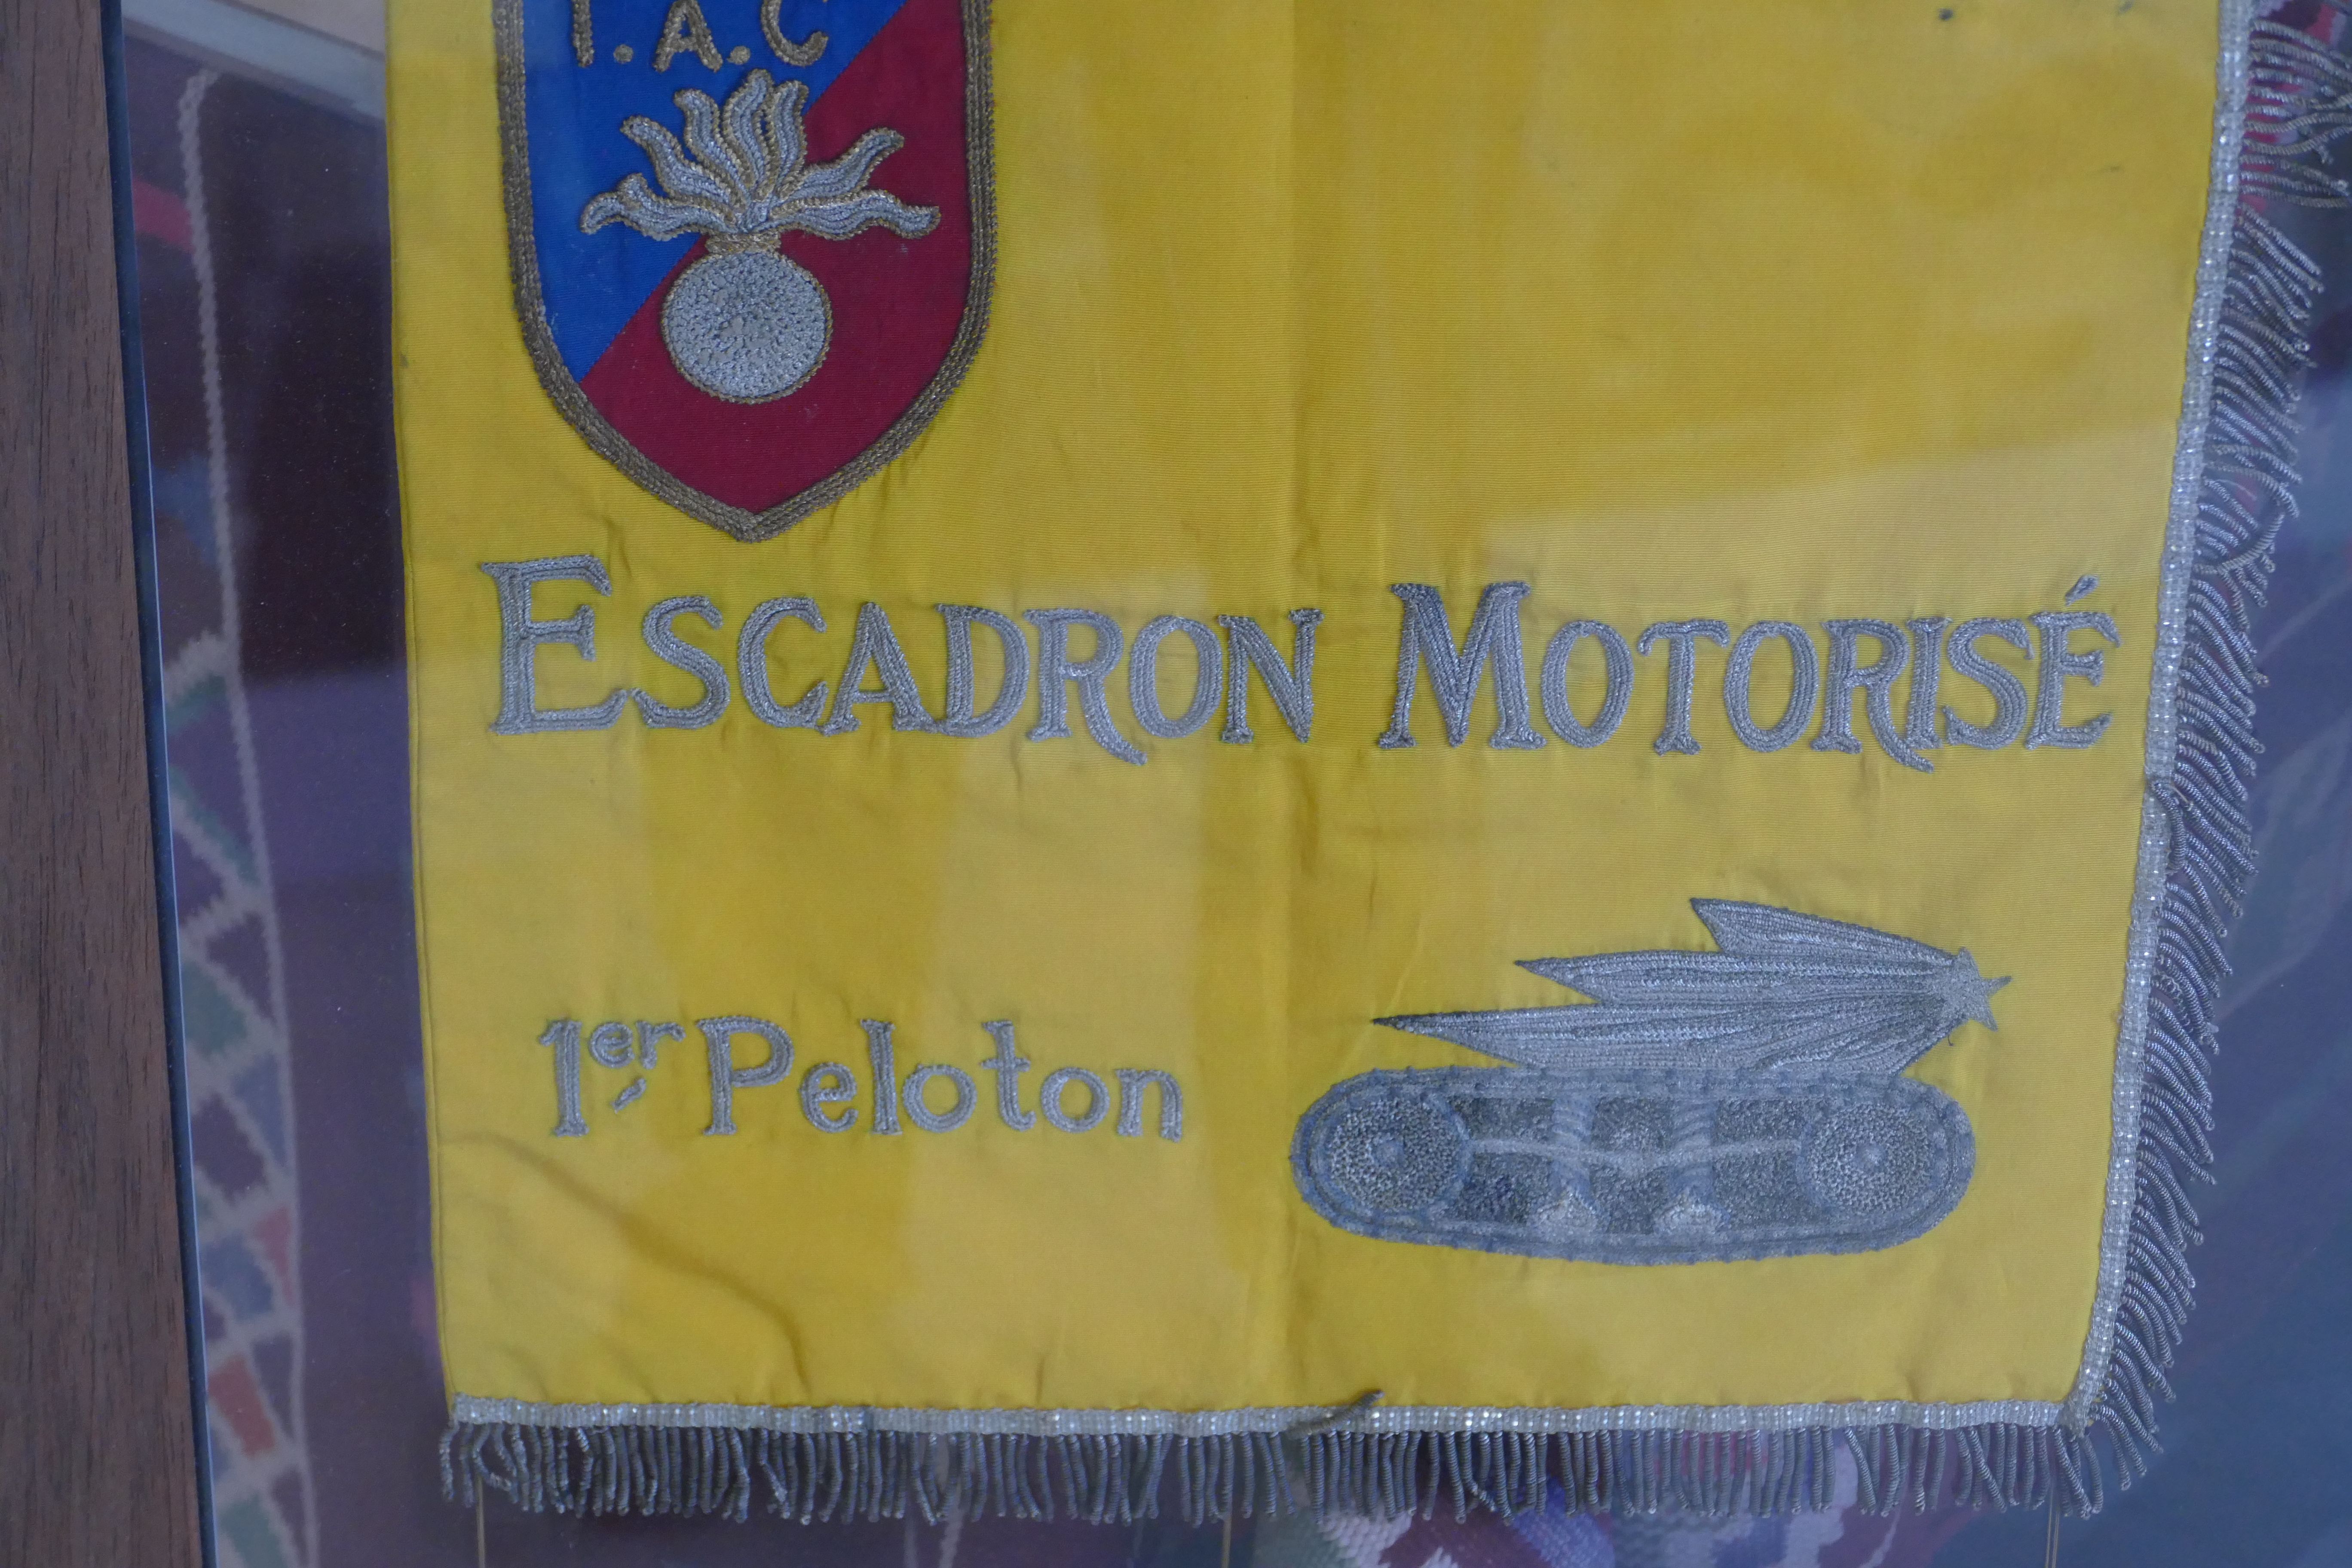 I.A.C
ESCADRON MOTORISÉ
1er Peloton